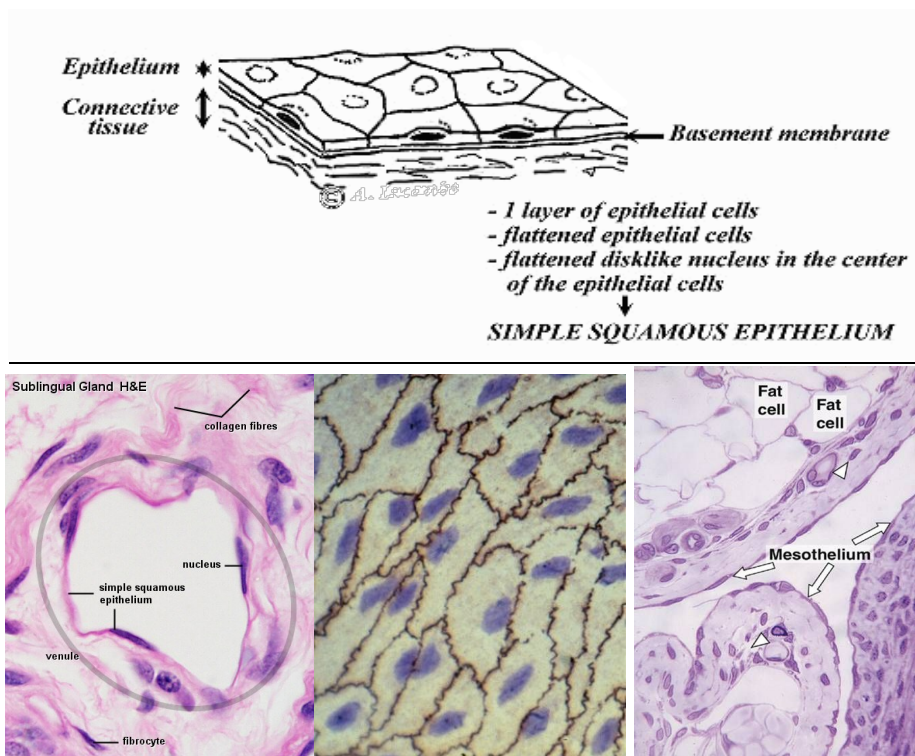 Epithelium
Connective
tissue
Basement membrane
- 1 layer of epithelial cells
- flattened epithelial cells
- flattened disklike nucleus in the center
of the epithelial cells
SIMPLE SQUAMOUS EPITHELIUM
Sublingual Gland H&E
collagen fibres
nucleus
simple squamous
epithelium
venule
fibrocyte
Fat
cell
Fat
cell
Mesothelium